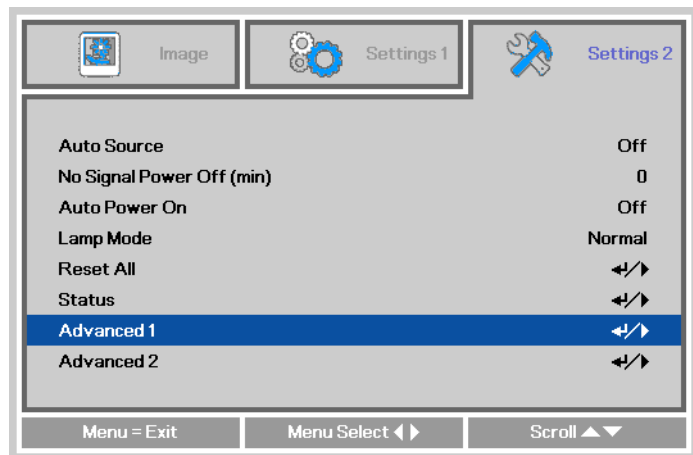 Image Settings 1 Settings 2
Auto Source Off
No Signal Power Off (min) 0
Auto Power On Off
Lamp Mode Normal
Reset All ↵/▶
Status ↵/▶
Advanced 1 ↵/▶
Advanced 2 ↵/▶
Menu = Exit Menu Select ◀ ▶ Scroll ▲▼